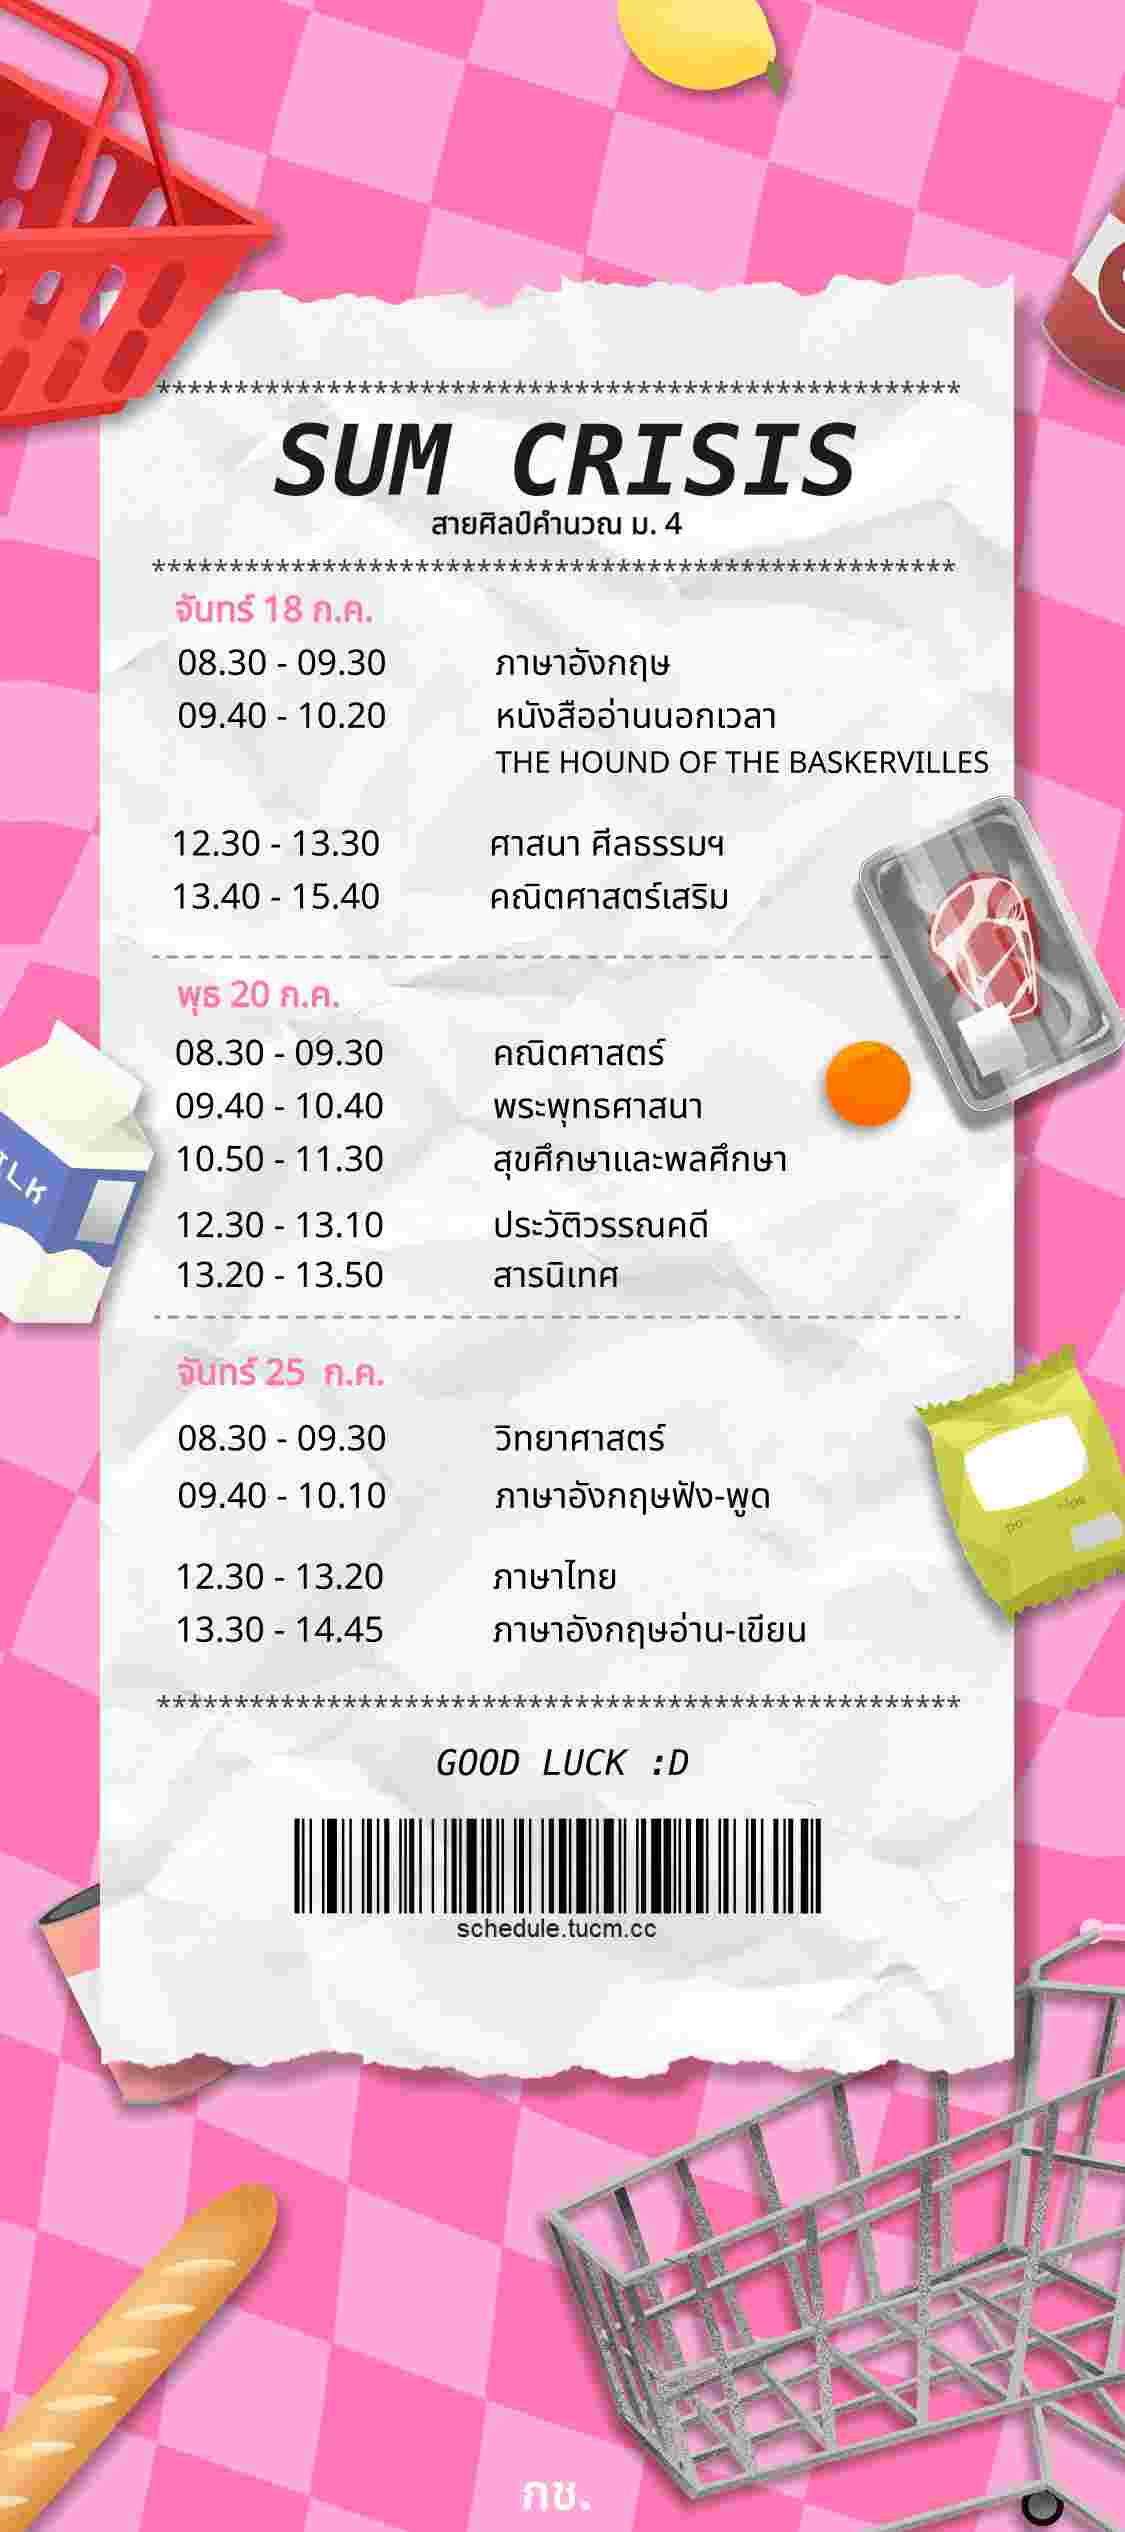 ****************************************************
SUM CRISIS
สายศิลป์คำนวณ ม. 4
****************************************************
จันทร์ 18 ก.ค.
08.30 - 09.30 ภาษาอังกฤษ
09.40 - 10.20 หนังสืออ่านนอกเวลา
THE HOUND OF THE BASKERVILLES
12.30 - 13.30 ศาสนา ศีลธรรมฯ
13.40 - 15.40 คณิตศาสตร์เสริม
พุธ 20 ก.ค.
08.30 - 09.30 คณิตศาสตร์
09.40 - 10.40 พระพุทธศาสนา
10.50 - 11.30 สุขศึกษาและพลศึกษา
12.30 - 13.10 ประวัติวรรณคดี
13.20 - 13.50 สารนิเทศ
จันทร์ 25 ก.ค.
08.30 - 09.30 วิทยาศาสตร์
09.40 - 10.10 ภาษาอังกฤษฟัง-พูด
12.30 - 13.20 ภาษาไทย
13.30 - 14.45 ภาษาอังกฤษอ่าน-เขียน
****************************************************
GOOD LUCK :D
schedule.tucm.cc
กช.